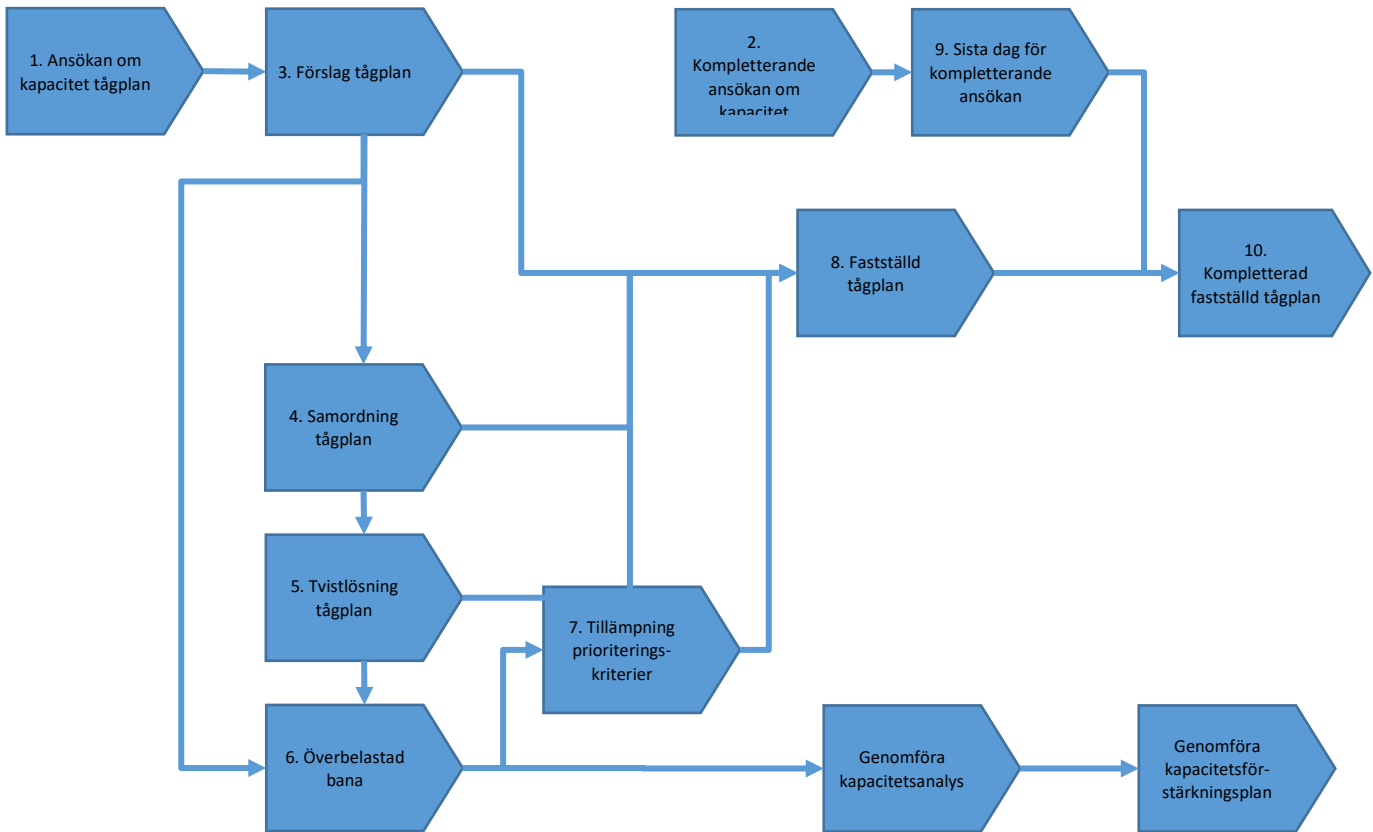 1. Ansökan om
kapacitet tågplan
3. Förslag tågplan
2.
Kompletterande
ansökan om
kapacitet
9. Sista dag för
kompletterande
ansökan
8. Fastställd
tågplan
10.
Kompletterad
fastställd tågplan
4. Samordning
tågplan
5. Tvistlösning
tågplan
7. Tillämpning
prioriterings-
kriterier
6. Överbelastad
bana
Genomföra
kapacitetsanalys
Genomföra
kapacitetsför-
stärkningsplan